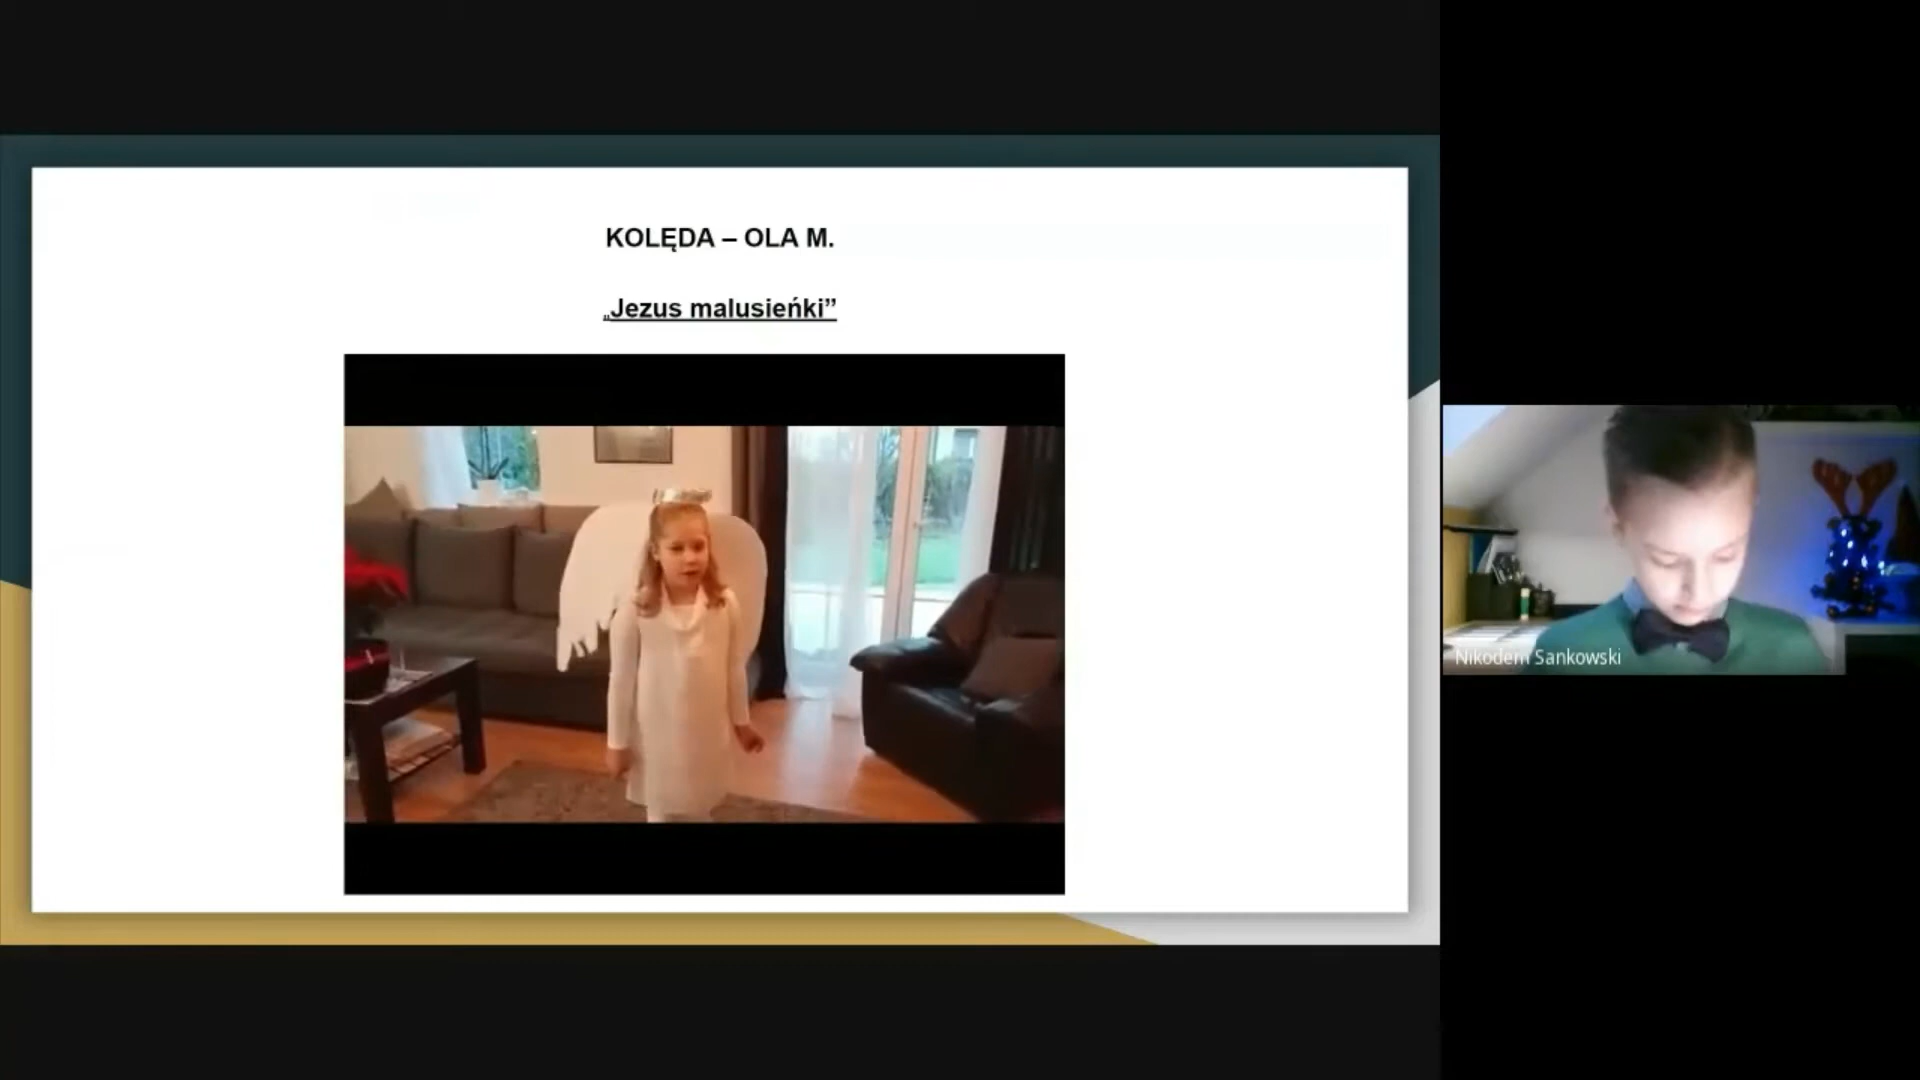 KOLĘDA – OLA M.
„Jezus malusieńki”
Nikodem Sankowski